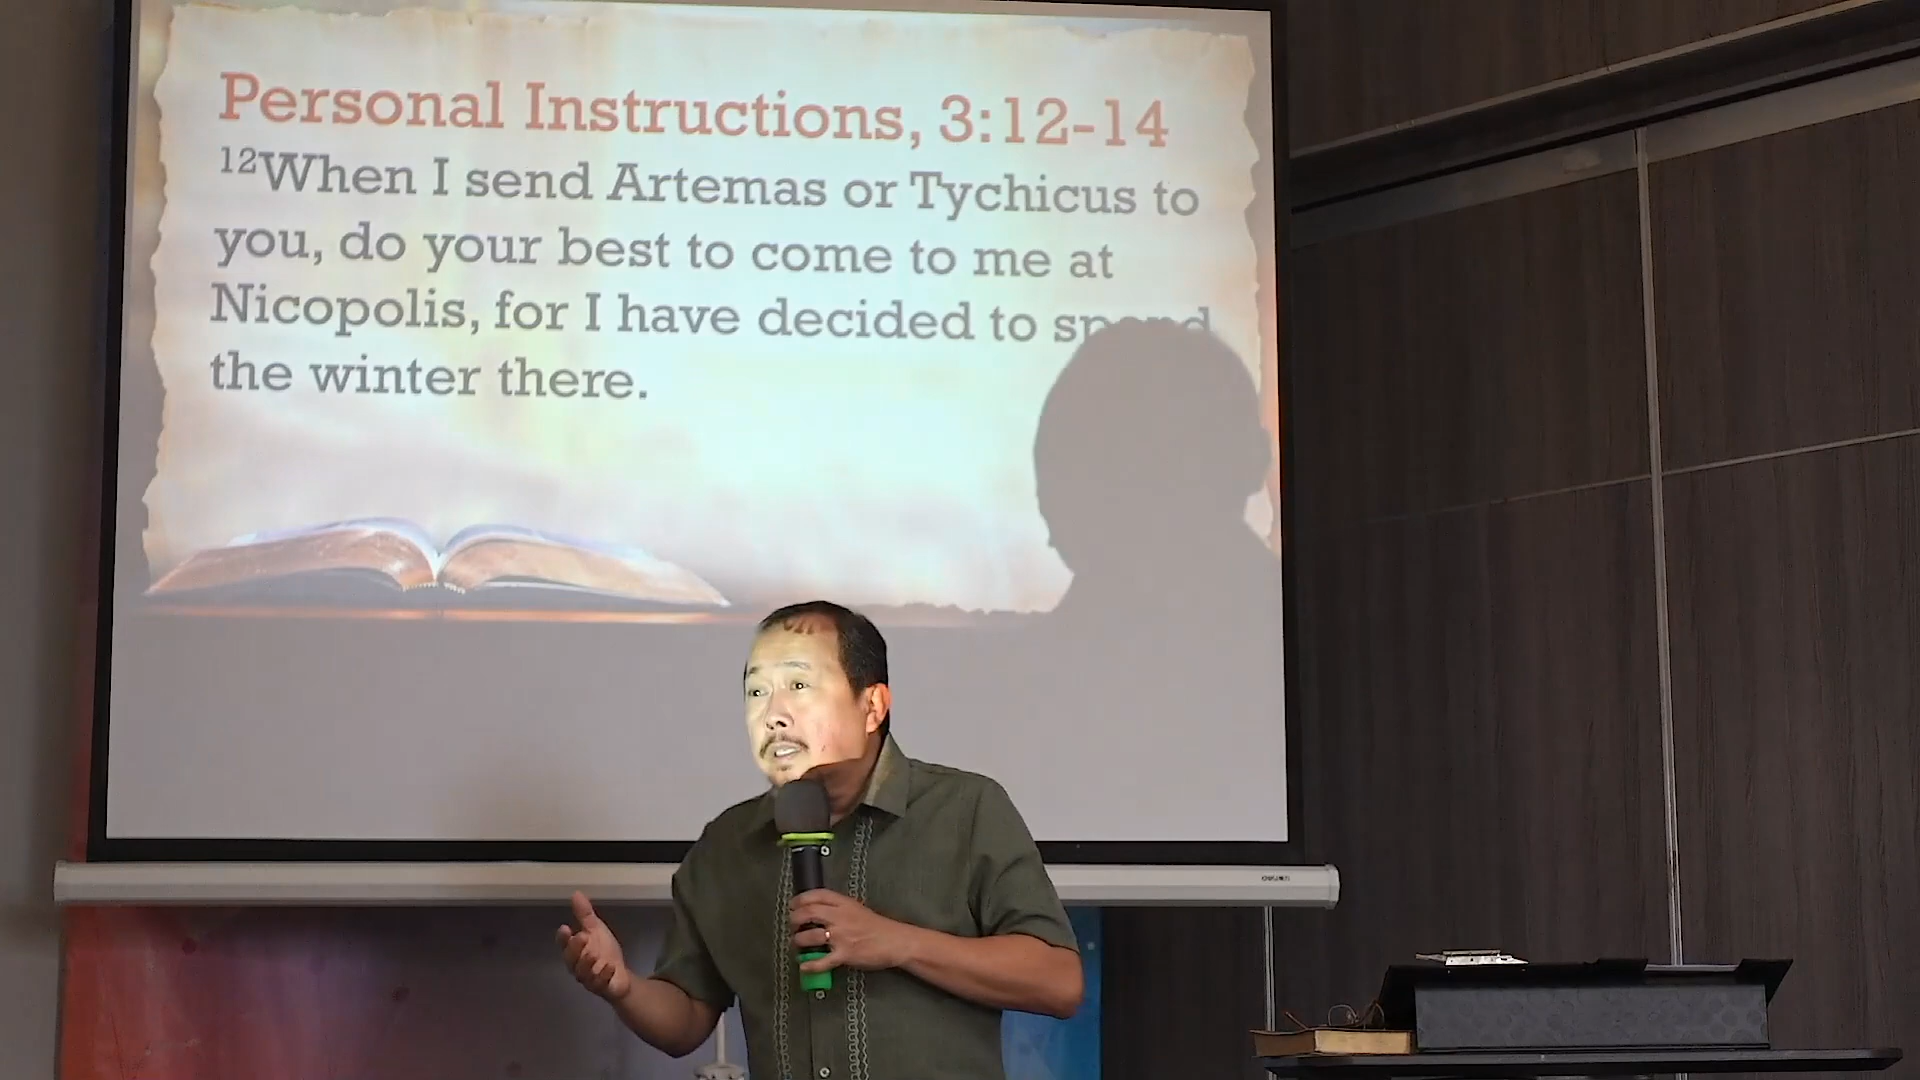 Personal Instructions, 3:12-14
¹²When I send Artemas or Tychicus to
you, do your best to come to me at
Nicopolis, for I have decided to spend
the winter there.